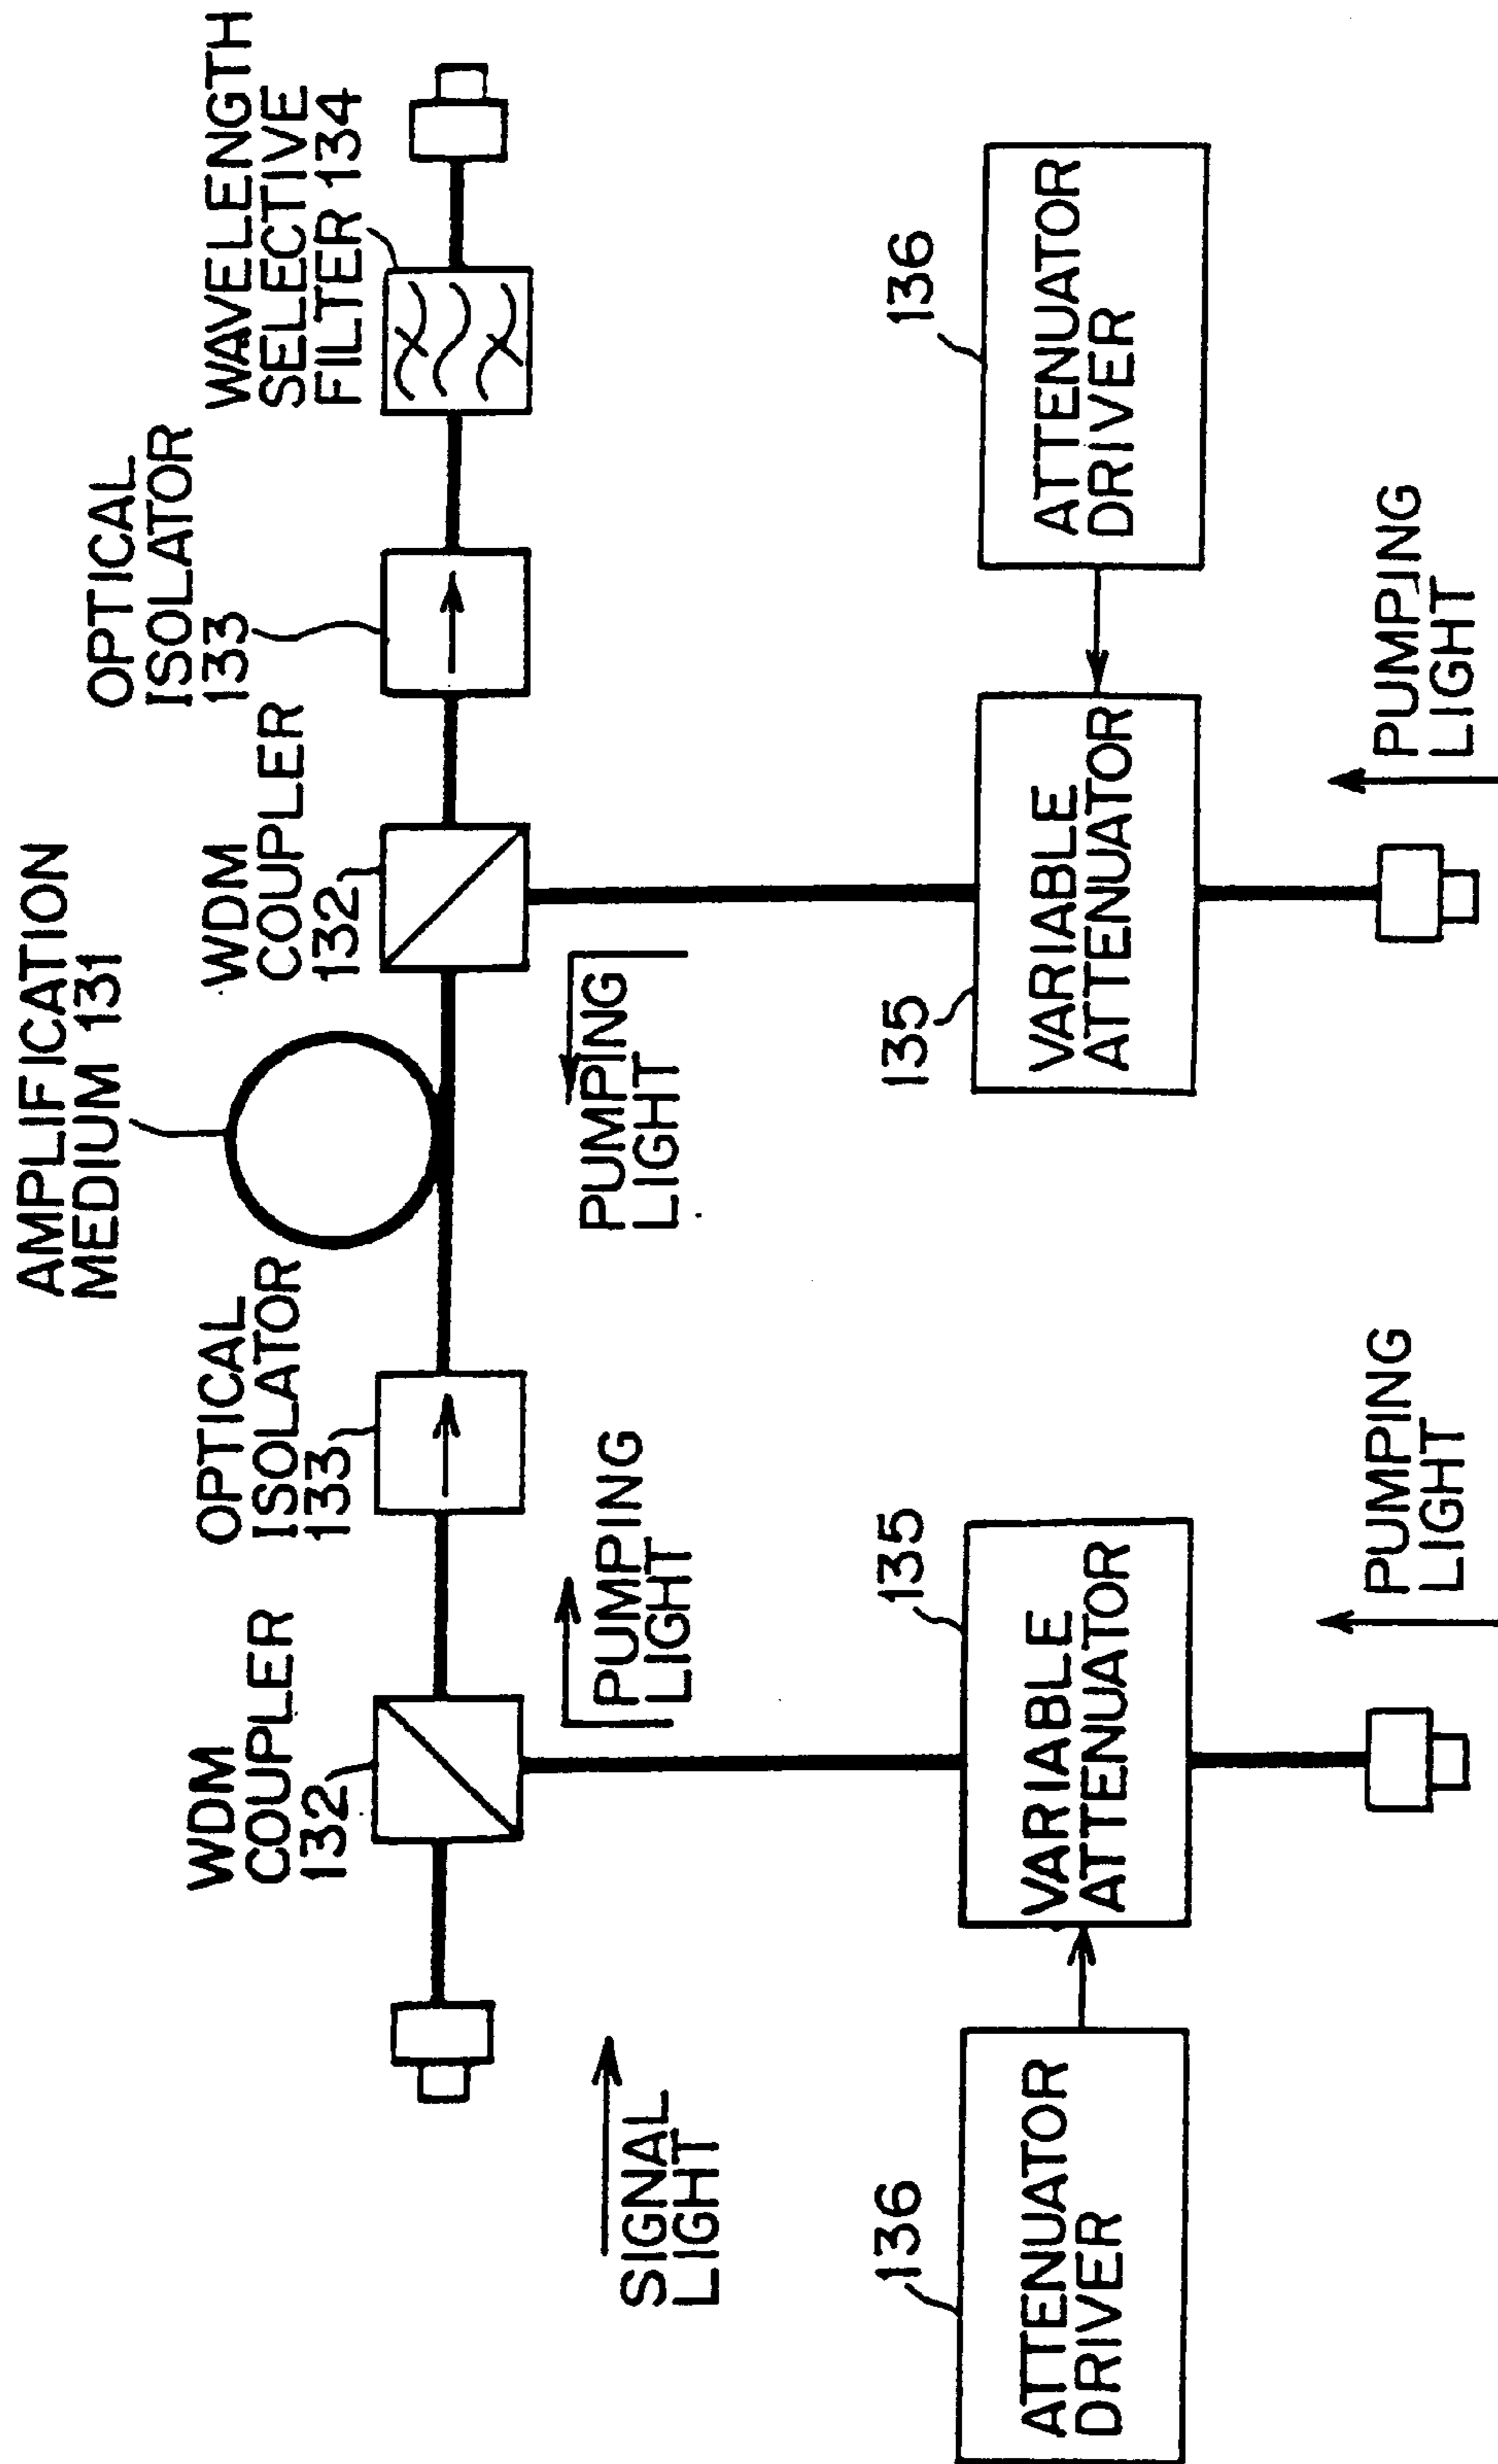 AMPLIFICATION
MEDIUM 131
OPTICAL
ISOLATOR
133
WAVELENGTH
SELECTIVE
FILTER 134
WDM
COUPLER
132
OPTICAL
ISOLATOR
133
WDM
COUPLER
132
SIGNAL
LIGHT
PUMPING
LIGHT
PUMPING
LIGHT
136
ATTENUATOR
DRIVER
135
VARIABLE
ATTENUATOR
135
VARIABLE
ATTENUATOR
136
ATTENUATOR
DRIVER
PUMPING
LIGHT
PUMPING
LIGHT